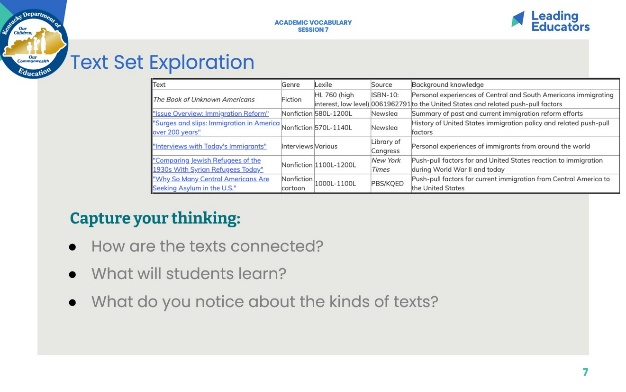 Kentucky Department of
Education
Our
Children,
Our
Commonwealth
ACADEMIC VOCABULARY
SESSION 7
Leading
Educators
Text Set Exploration
Text Genre Lexile Source Background knowledge
The Book of Unknown Americans Fiction HL 760 (high interest, low level) ISBN-10: 0061962791 Personal experiences of Central and South Americans immigrating to the United States and related push-pull factors
"Issue Overview: Immigration Reform" Nonfiction 580L-1200L Newslea Summary of past and current immigration reform efforts
"Surges and slips: Immigration in America over 200 years" Nonfiction 570L-1140L Newslea History of United States immigration policy and related push-pull factors
"Interviews with Today's Immigrants" Interviews Various Library of Congress Personal experiences of immigrants from around the world
"Comparing Jewish Refugees of the 1930s With Syrian Refugees Today" Nonfiction 1100L-1200L New York Times Push-pull factors for and United States reaction to immigration during World War II and today
"Why So Many Central Americans Are Seeking Asylum in the U.S." Nonfiction cartoon 1000L-1100L PBS/KQED Push-pull factors for current immigration from Central America to the United States
Capture your thinking:
● How are the texts connected?
● What will students learn?
● What do you notice about the kinds of texts?
7